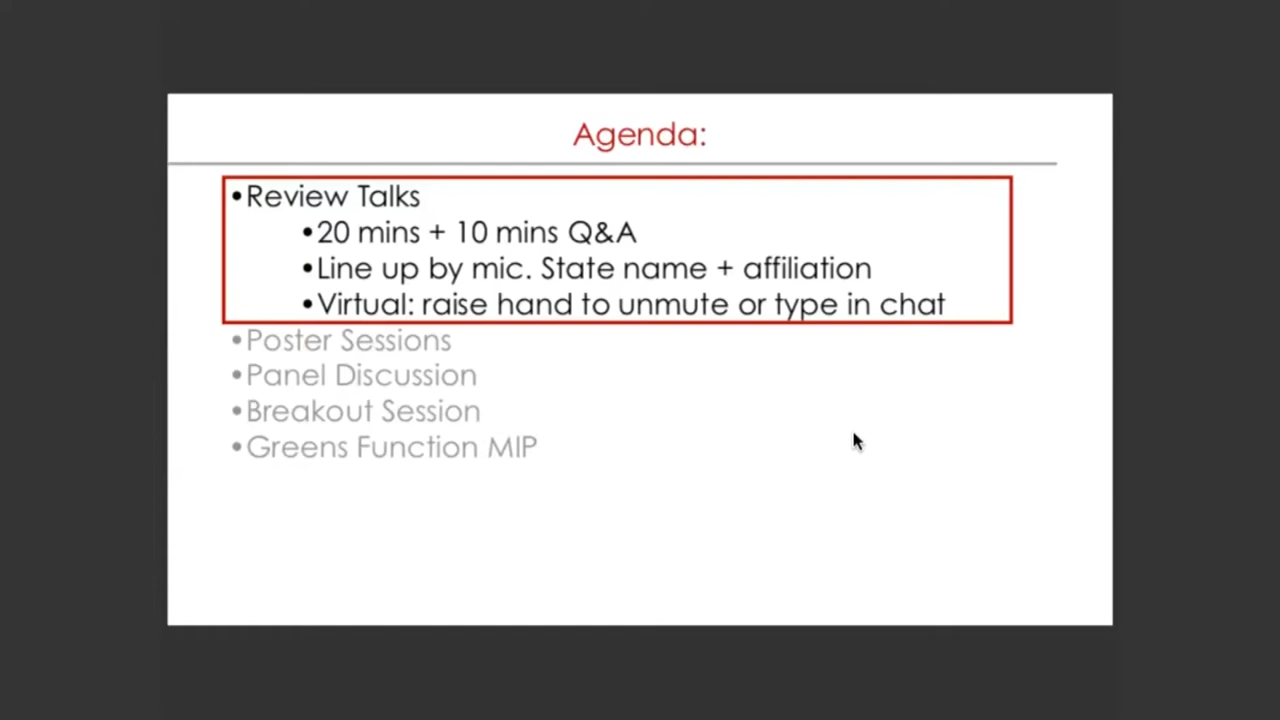 Agenda:
•Review Talks
•20 mins + 10 mins Q&A
•Line up by mic. State name + affiliation
•Virtual: raise hand to unmute or type in chat
•Poster Sessions
•Panel Discussion
•Breakout Session
•Greens Function MIP